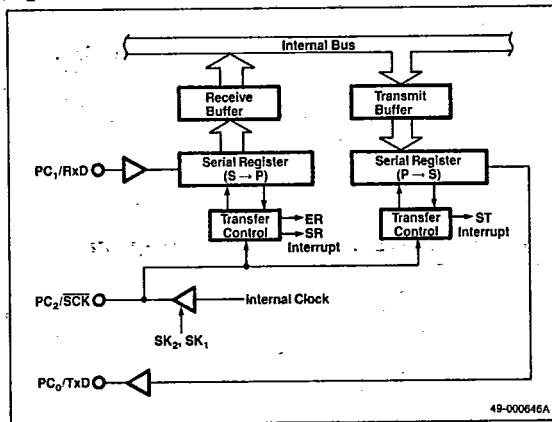 Internal Bus
Receive
Buffer
Transmit
Buffer
PC₁/RxD
Serial Register
(S → P)
Serial Register
(P → S)
Transfer
Control
ER
SR
Interrupt
Transfer
Control
ST
Interrupt
PC₂/S̅C̅K̅
Internal Clock
SK₂, SK₁
PC₀/TxD
49-000646A